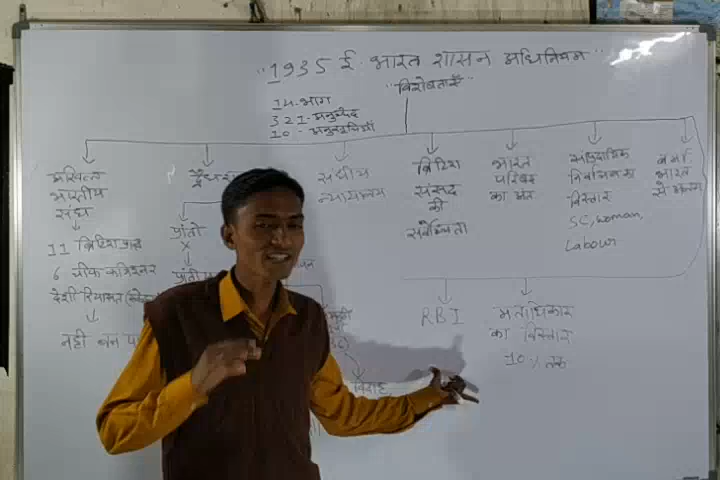 "1935 ई. भारत शासन अधिनियम"
"विशेषताएँ"
14-भाग
321-अनुच्छेद
10-अनुसूचियाँ
अखिल
भारतीय
संघ
11 ब्रिटिश प्रान्त
6 चीफ कमिश्नर
देशी रियासत
नहीं बन
प्रांतो
X
संघीय
न्यायालय
ब्रिटिश
संसद
की
सर्वोच्चता
भारत
परिषद
का अंत
सांप्रदायिक
निर्वाचन का
विस्तार
SC, Woman,
Labour
बर्मा
भारत
से अलग
RBI
मताधिकार
का विस्तार
10% तक